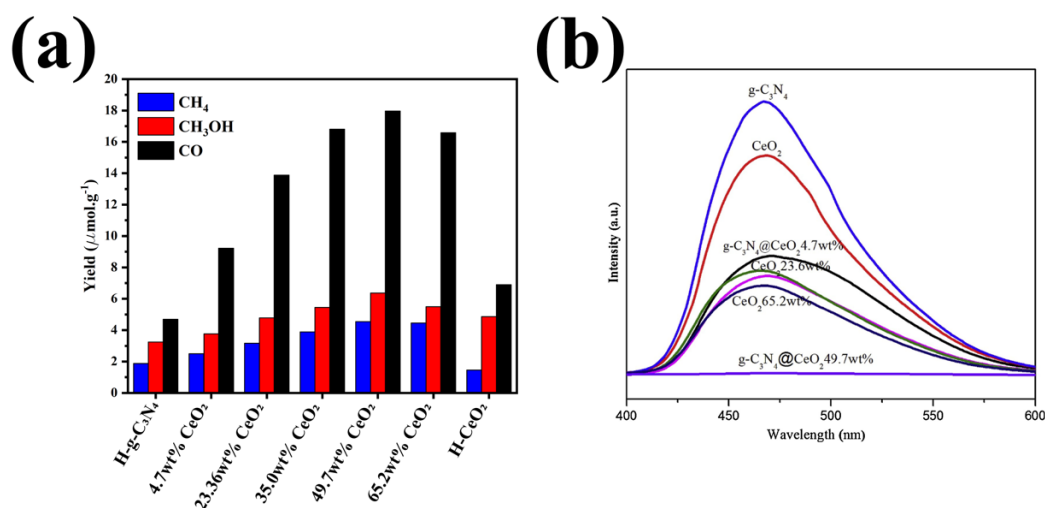 (a)
20
18
16
14
12
10
8
6
4
2
0
Yield (μmol.g⁻¹)
CH₄
CH₃OH
CO
H-g-C₃N₄
4.7wt% CeO₂
23.36wt% CeO₂
35.0wt% CeO₂
49.7wt% CeO₂
65.2wt% CeO₂
H-CeO₂
(b)
Intensity (a.u.)
g-C₃N₄
CeO₂
g-C₃N₄@CeO₂4.7wt%
CeO₂23.6wt%
CeO₂65.2wt%
g-C₃N₄@CeO₂49.7wt%
400
450
500
550
600
Wavelength (nm)